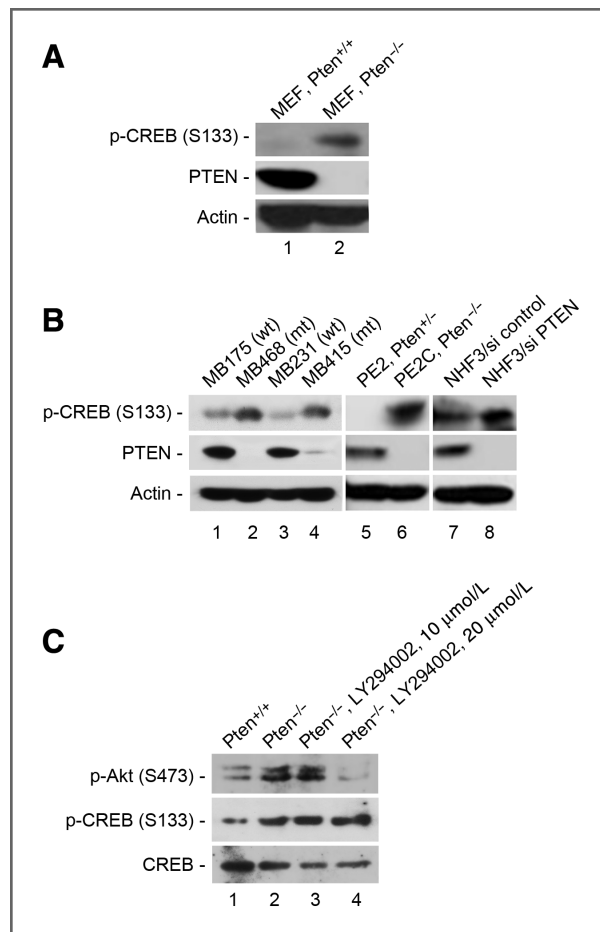 A
MEF, Pten+/+
MEF, Pten−/−
p-CREB (S133) -
PTEN -
Actin -
1 2
B
MB175 (wt)
MB468 (mt)
MB231 (wt)
MB415 (mt)
PE2, Pten+/−
PE2C, Pten−/−
NHF3/si control
NHF3/si PTEN
p-CREB (S133) -
PTEN -
Actin -
1 2 3 4 5 6 7 8
C
Pten+/+
Pten−/−
Pten−/−, LY294002, 10 μmol/L
Pten−/−, LY294002, 20 μmol/L
p-Akt (S473) -
p-CREB (S133) -
CREB -
1 2 3 4